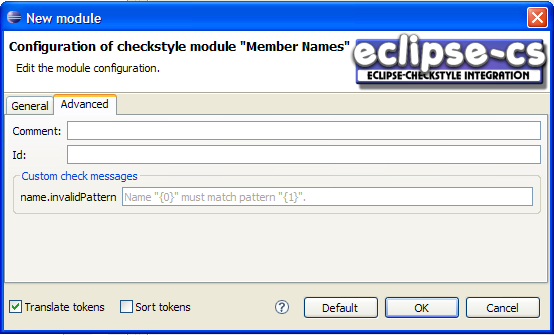 New module
Configuration of checkstyle module "Member Names"
Edit the module configuration.
eclipse-cs
ECLIPSE-CHECKSTYLE INTEGRATION
General Advanced
Comment:
Id:
Custom check messages
name.invalidPattern Name "{0}" must match pattern "{1}".
Translate tokens Sort tokens ? Default OK Cancel